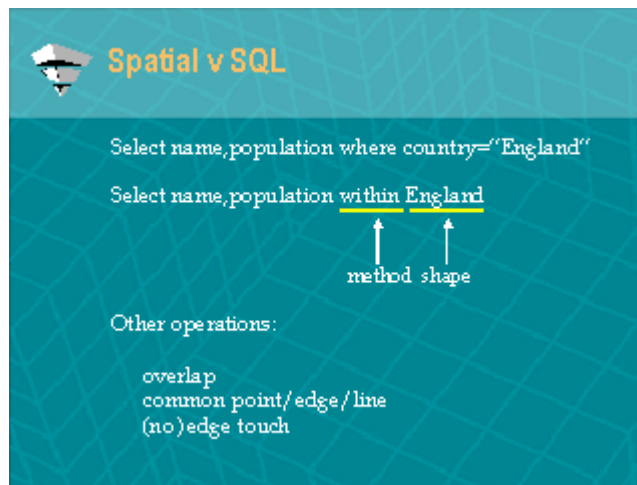 Spatial v SQL
Select name,population where country=“England“
Select name,population within England
method shape
Other operations:
overlap
common point/edge/line
(no)edge touch